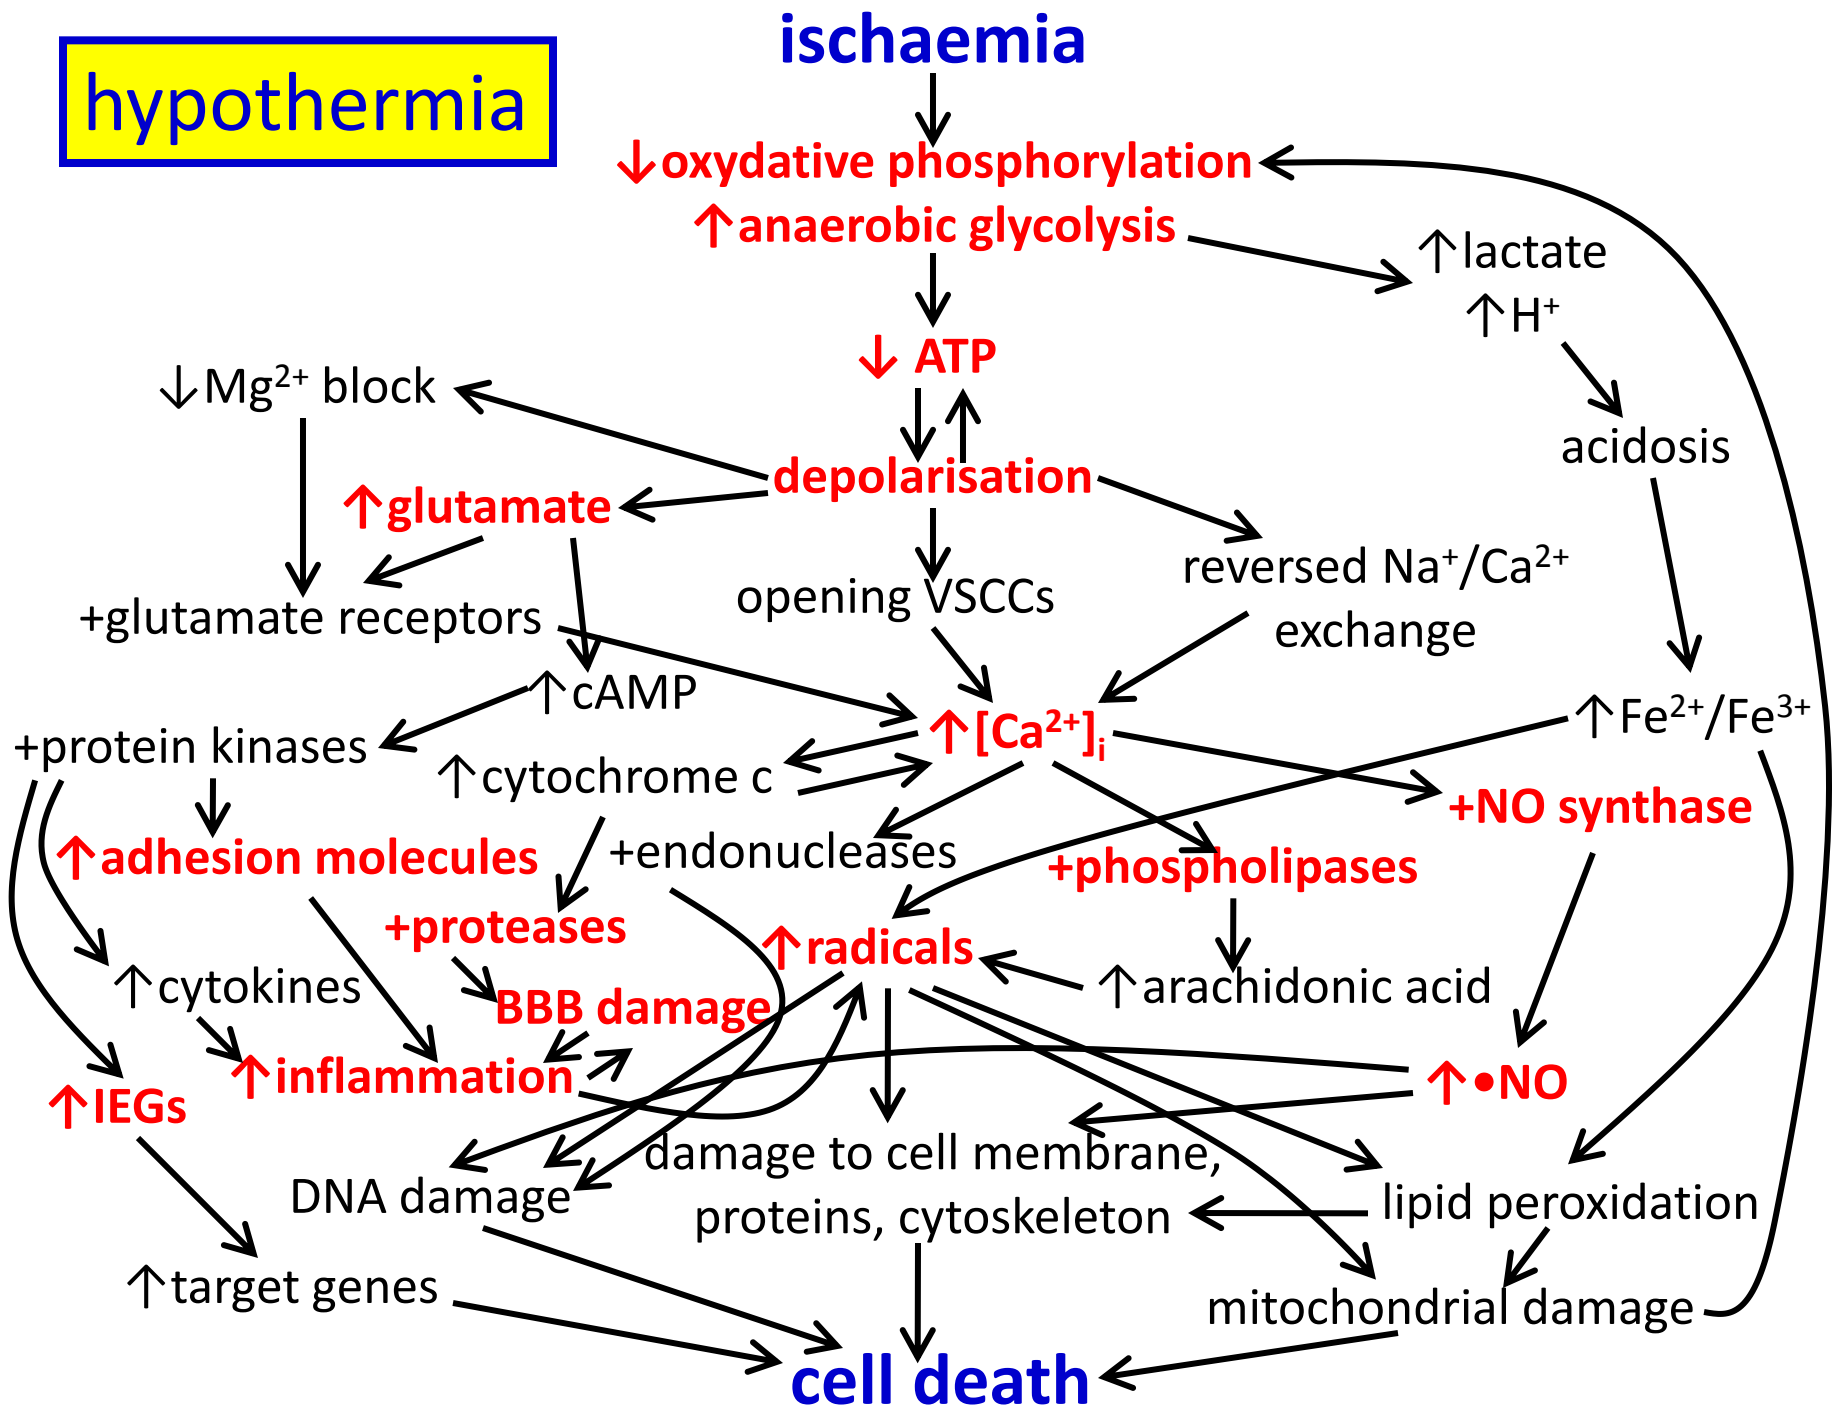 ischaemia
hypothermia
↓oxydative phosphorylation
↑anaerobic glycolysis
↑lactate
↑H⁺
↓ ATP
↓Mg²⁺ block
acidosis
depolarisation
↑glutamate
reversed Na⁺/Ca²⁺
exchange
opening VSCCs
+glutamate receptors
↑cAMP
↑[Ca²⁺]ᵢ
↑Fe²⁺/Fe³⁺
+protein kinases
↑cytochrome c
+NO synthase
↑adhesion molecules
+endonucleases
+phospholipases
+proteases
↑radicals
↑cytokines
↑arachidonic acid
BBB damage
↑inflammation
↑•NO
↑IEGs
damage to cell membrane,
proteins, cytoskeleton
DNA damage
lipid peroxidation
↑target genes
mitochondrial damage
cell death